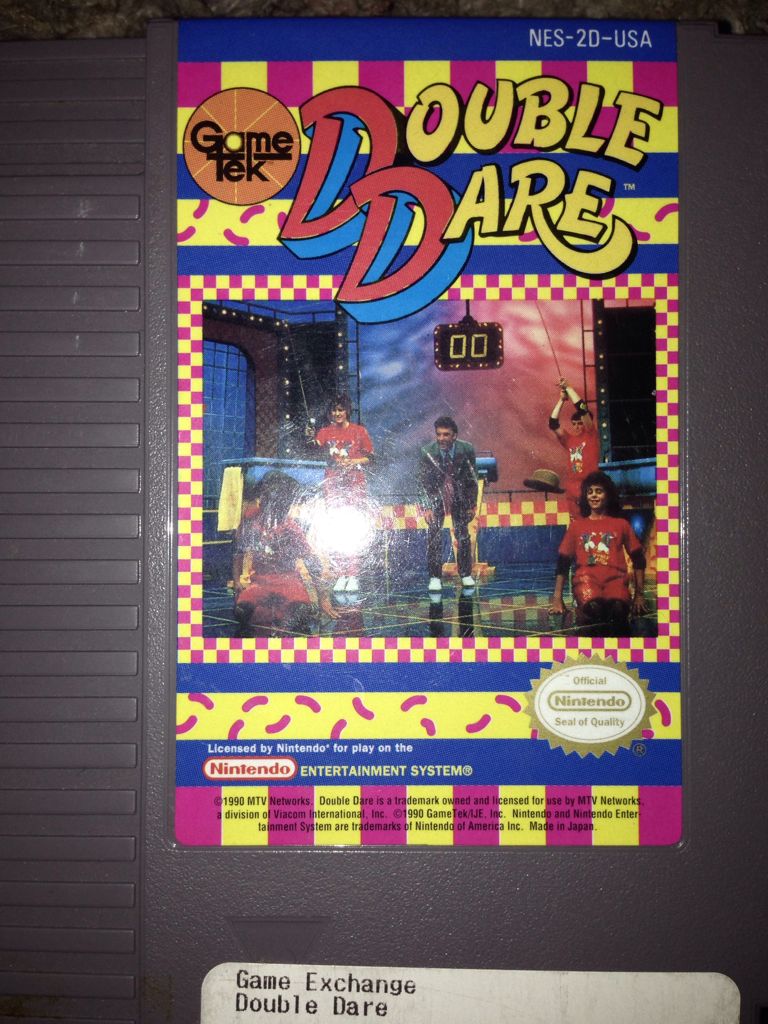 NES-2D-USA
Game Tek
DOUBLE
DARE™
00
Official
Nintendo
Seal of Quality
®
Licensed by Nintendo® for play on the
Nintendo ENTERTAINMENT SYSTEM®
©1990 MTV Networks. Double Dare is a trademark owned and licensed for use by MTV Networks,
a division of Viacom International, Inc. ©1990 GameTek/IJE, Inc. Nintendo and Nintendo Enter-
tainment System are trademarks of Nintendo of America Inc. Made in Japan.
Game Exchange
Double Dare